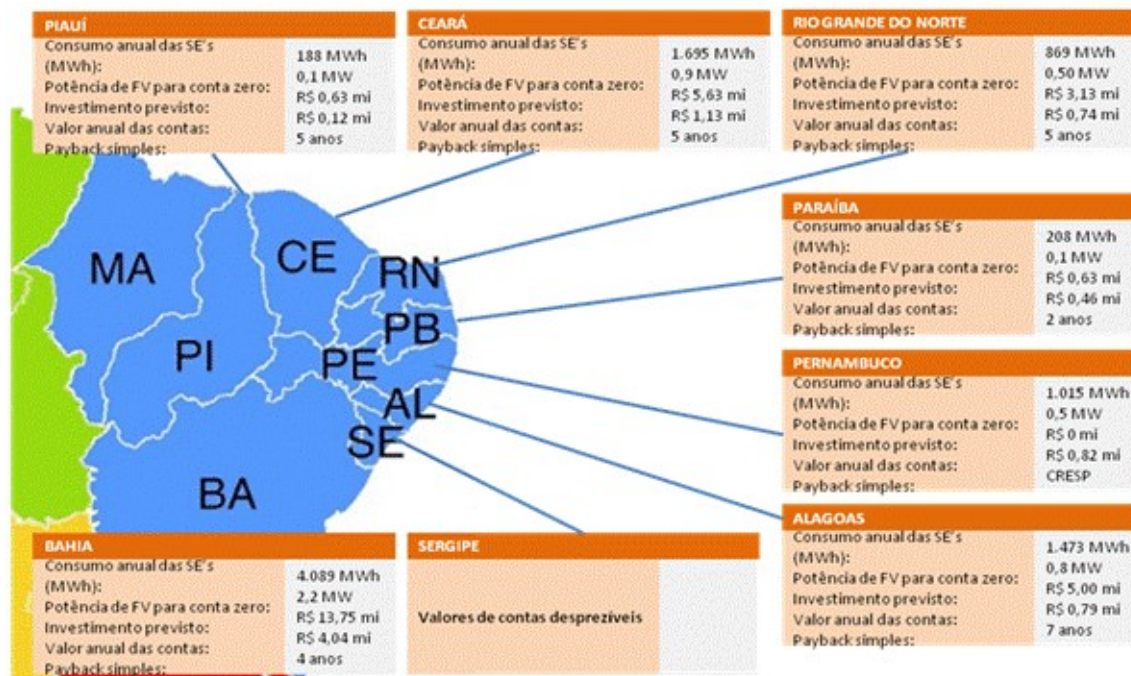 PIAUÍ
Consumo anual das SE's
(MWh):
Potência de FV para conta zero:
Investimento previsto:
Valor anual das contas:
Payback simples:
188 MWh
0,1 MW
R$ 0,63 mi
R$ 0,12 mi
5 anos
CEARÁ
Consumo anual das SE's
(MWh):
Potência de FV para conta zero:
Investimento previsto:
Valor anual das contas:
Payback simples:
1.695 MWh
0,9 MW
R$ 5,63 mi
R$ 1,13 mi
5 anos
RIO GRANDE DO NORTE
Consumo anual das SE's
(MWh):
Potência de FV para conta zero:
Investimento previsto:
Valor anual das contas:
Payback simples:
869 MWh
0,50 MW
R$ 3,13 mi
R$ 0,74 mi
5 anos
PARAÍBA
Consumo anual das SE's
(MWh):
Potência de FV para conta zero:
Investimento previsto:
Valor anual das contas:
Payback simples:
208 MWh
0,1 MW
R$ 0,63 mi
R$ 0,46 mi
2 anos
MA
CE
RN
PI
PB
PE
AL
SE
BA
PERNAMBUCO
Consumo anual das SE's
(MWh):
Potência de FV para conta zero:
Investimento previsto:
Valor anual das contas:
Payback simples:
1.015 MWh
0,5 MW
R$ 0 mi
R$ 0,82 mi
CRESP
ALAGOAS
Consumo anual das SE's
(MWh):
Potência de FV para conta zero:
Investimento previsto:
Valor anual das contas:
Payback simples:
1.473 MWh
0,8 MW
R$ 5,00 mi
R$ 0,79 mi
7 anos
BAHIA
Consumo anual das SE's
(MWh):
Potência de FV para conta zero:
Investimento previsto:
Valor anual das contas:
Payback simples:
4.089 MWh
2,2 MW
R$ 13,75 mi
R$ 4,04 mi
4 anos
SERGIPE
Valores de contas desprezíveis